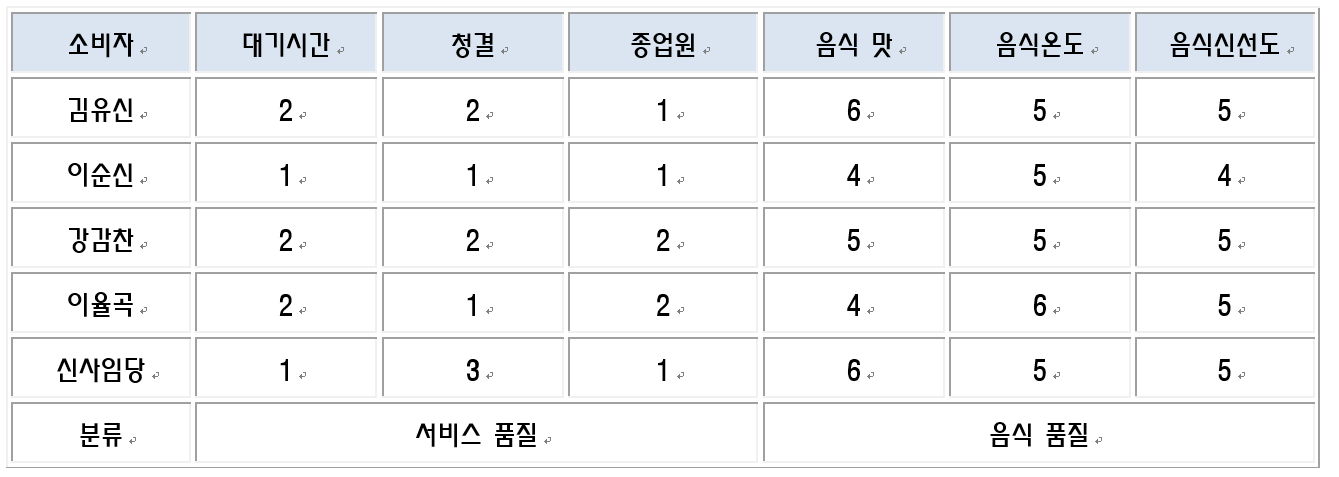 소비자 대기시간 청결 종업원 음식 맛 음식온도 음식신선도
김유신 2 2 1 6 5 5
이순신 1 1 1 4 5 4
강감찬 2 2 2 5 5 5
이율곡 2 1 2 4 6 5
신사임당 1 3 1 6 5 5
분류 서비스 품질 음식 품질